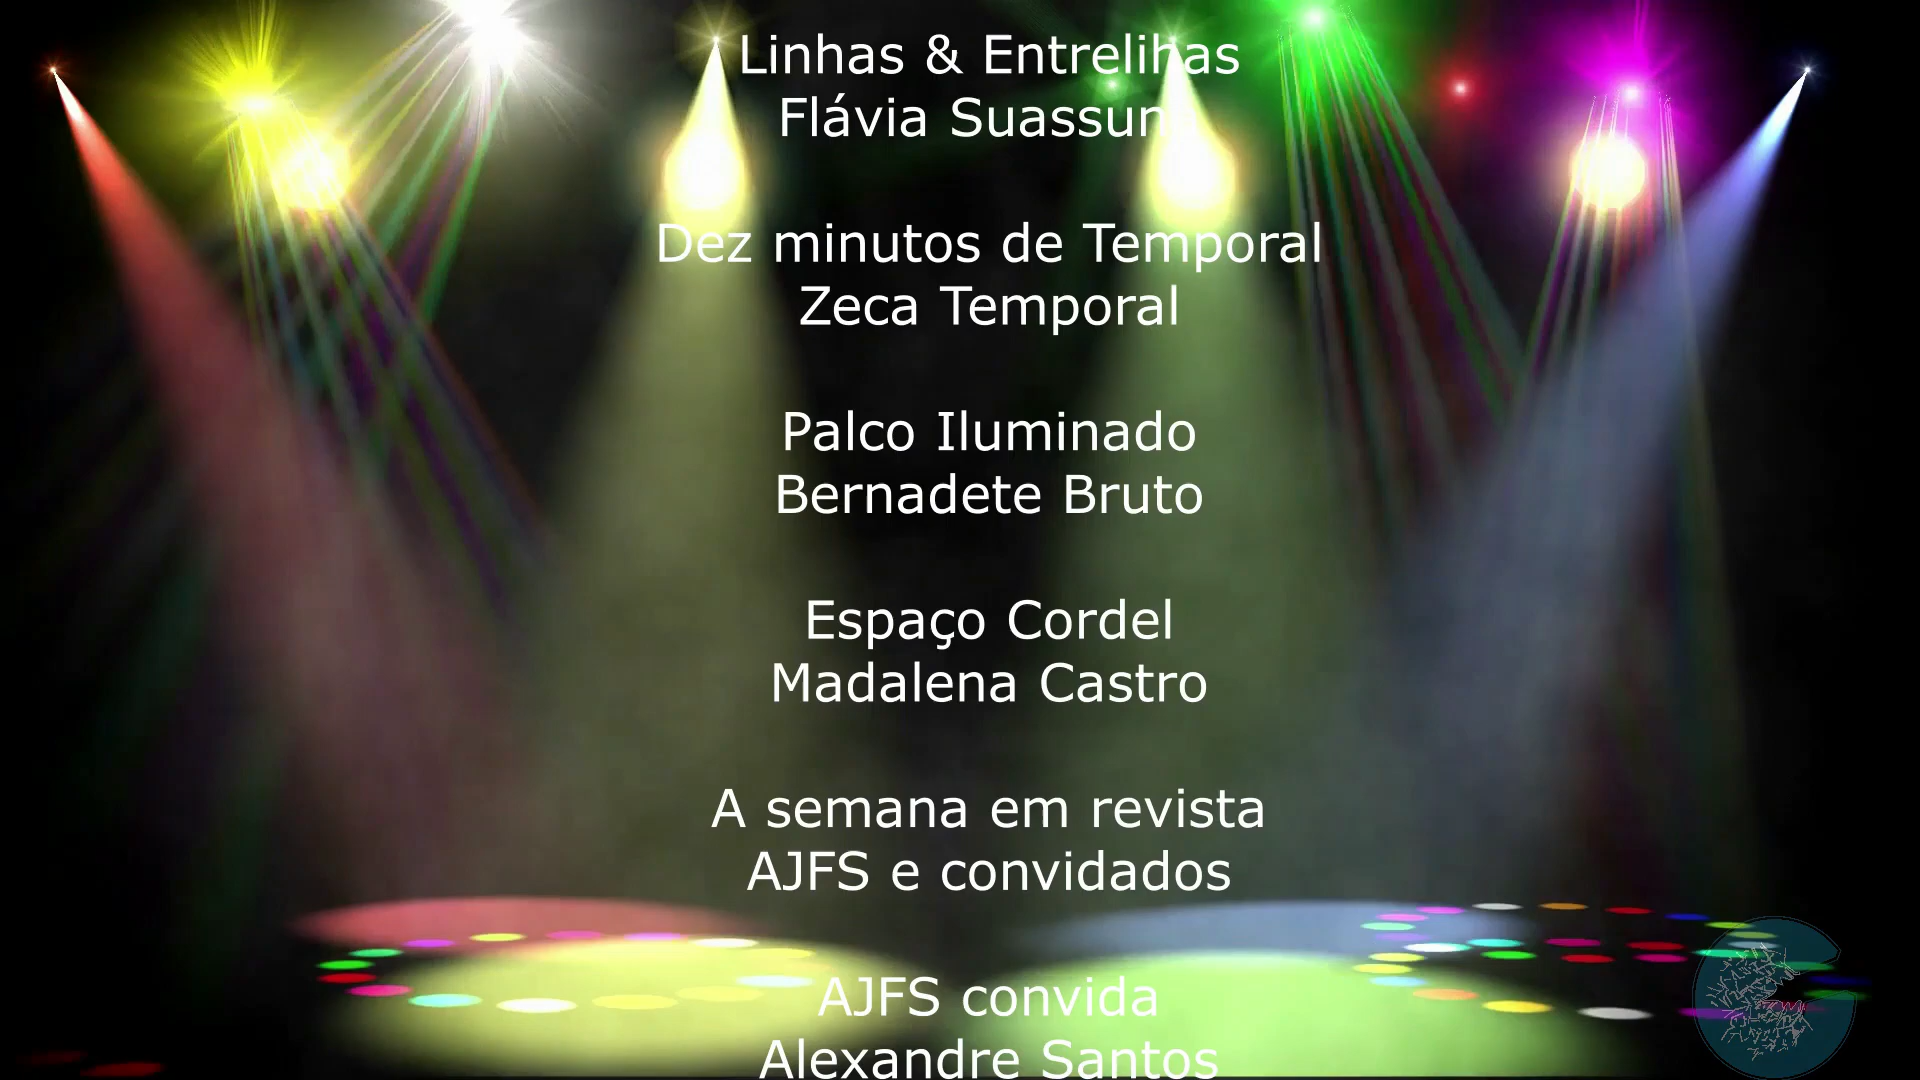 Linhas & Entrelihas
Flávia Suassuna
Dez minutos de Temporal
Zeca Temporal
Palco Iluminado
Bernadete Bruto
Espaço Cordel
Madalena Castro
A semana em revista
AJFS e convidados
AJFS convida
Alexandre Santos